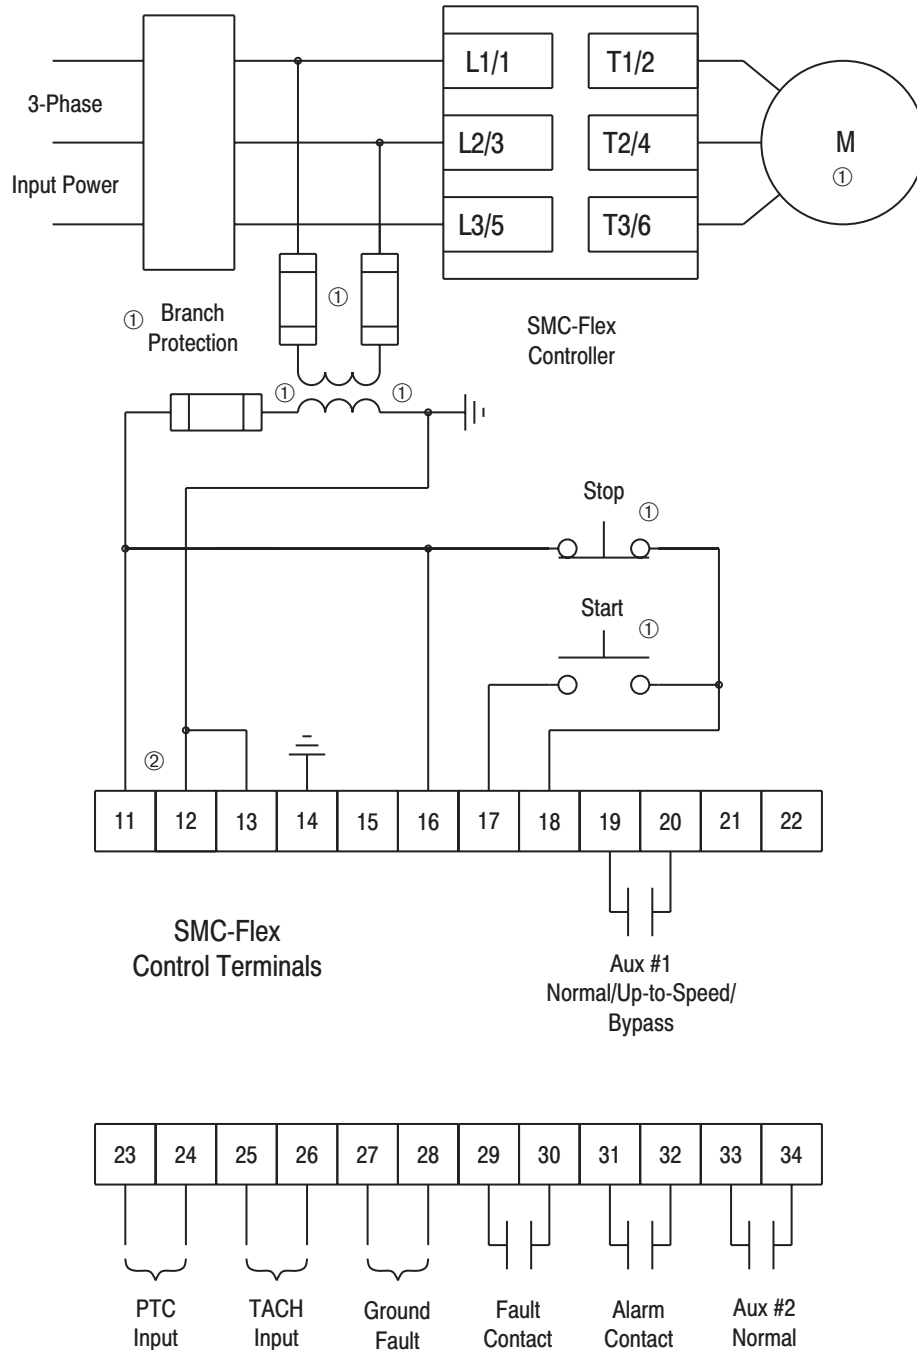 L1/1 T1/2
3-Phase
L2/3 T2/4 M
Input Power ①
L3/5 T3/6
① Branch
Protection
①
SMC-Flex
Controller
① ①
Stop
①
Start
①
②
11 12 13 14 15 16 17 18 19 20 21 22
SMC-Flex
Control Terminals
Aux #1
Normal/Up-to-Speed/
Bypass
23 24 25 26 27 28 29 30 31 32 33 34
PTC
Input
TACH
Input
Ground
Fault
Fault
Contact
Alarm
Contact
Aux #2
Normal